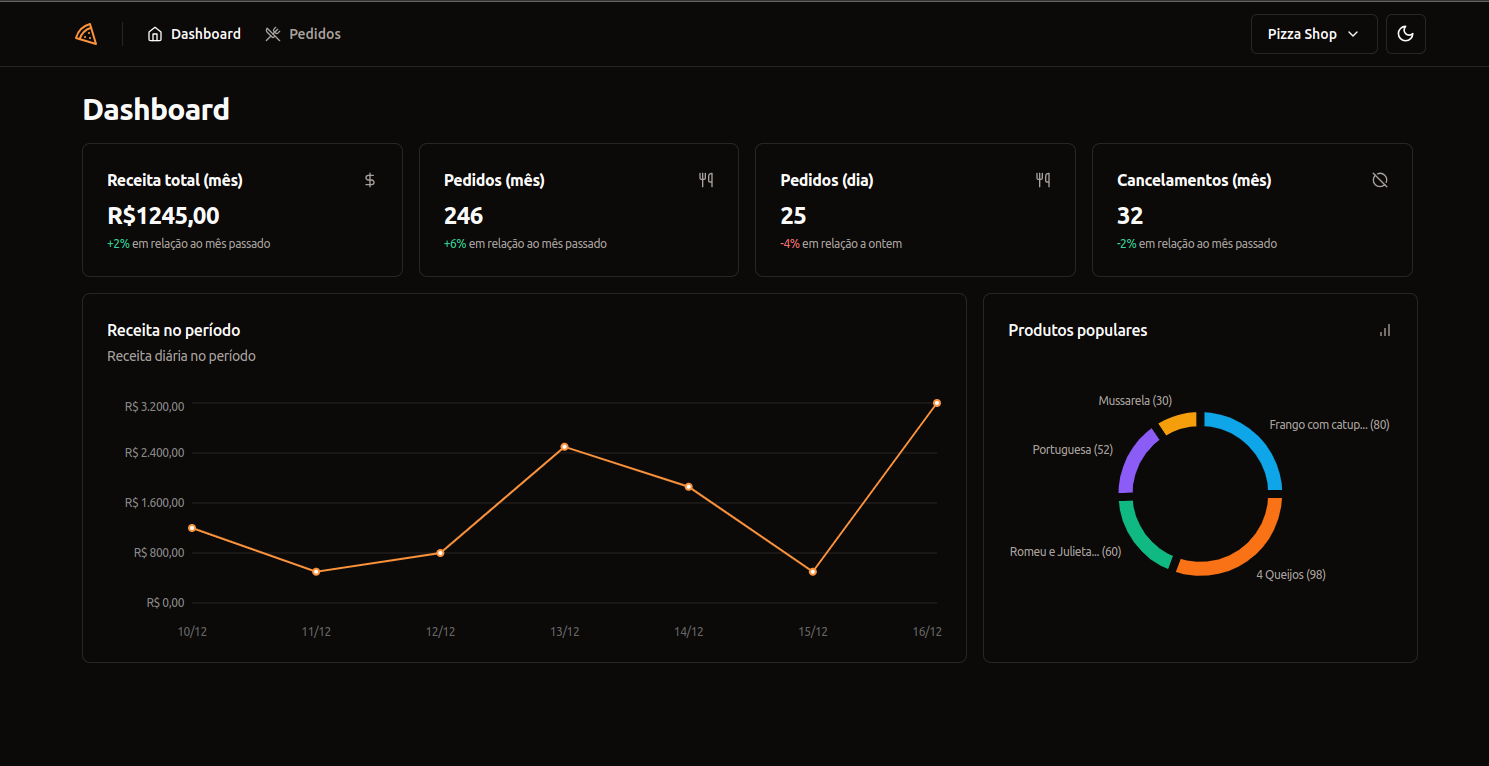 Dashboard
Pedidos
Pizza Shop
Dashboard
Receita total (mês)
R$1245,00
+2% em relação ao mês passado
Pedidos (mês)
246
+6% em relação ao mês passado
Pedidos (dia)
25
-4% em relação a ontem
Cancelamentos (mês)
32
-2% em relação ao mês passado
Receita no período
Receita diária no período
R$ 3.200,00
R$ 2.400,00
R$ 1.600,00
R$ 800,00
R$ 0,00
10/12
11/12
12/12
13/12
14/12
15/12
16/12
Produtos populares
Mussarela (30)
Frango com catup... (80)
Portuguesa (52)
Romeu e Julieta... (60)
4 Queijos (98)